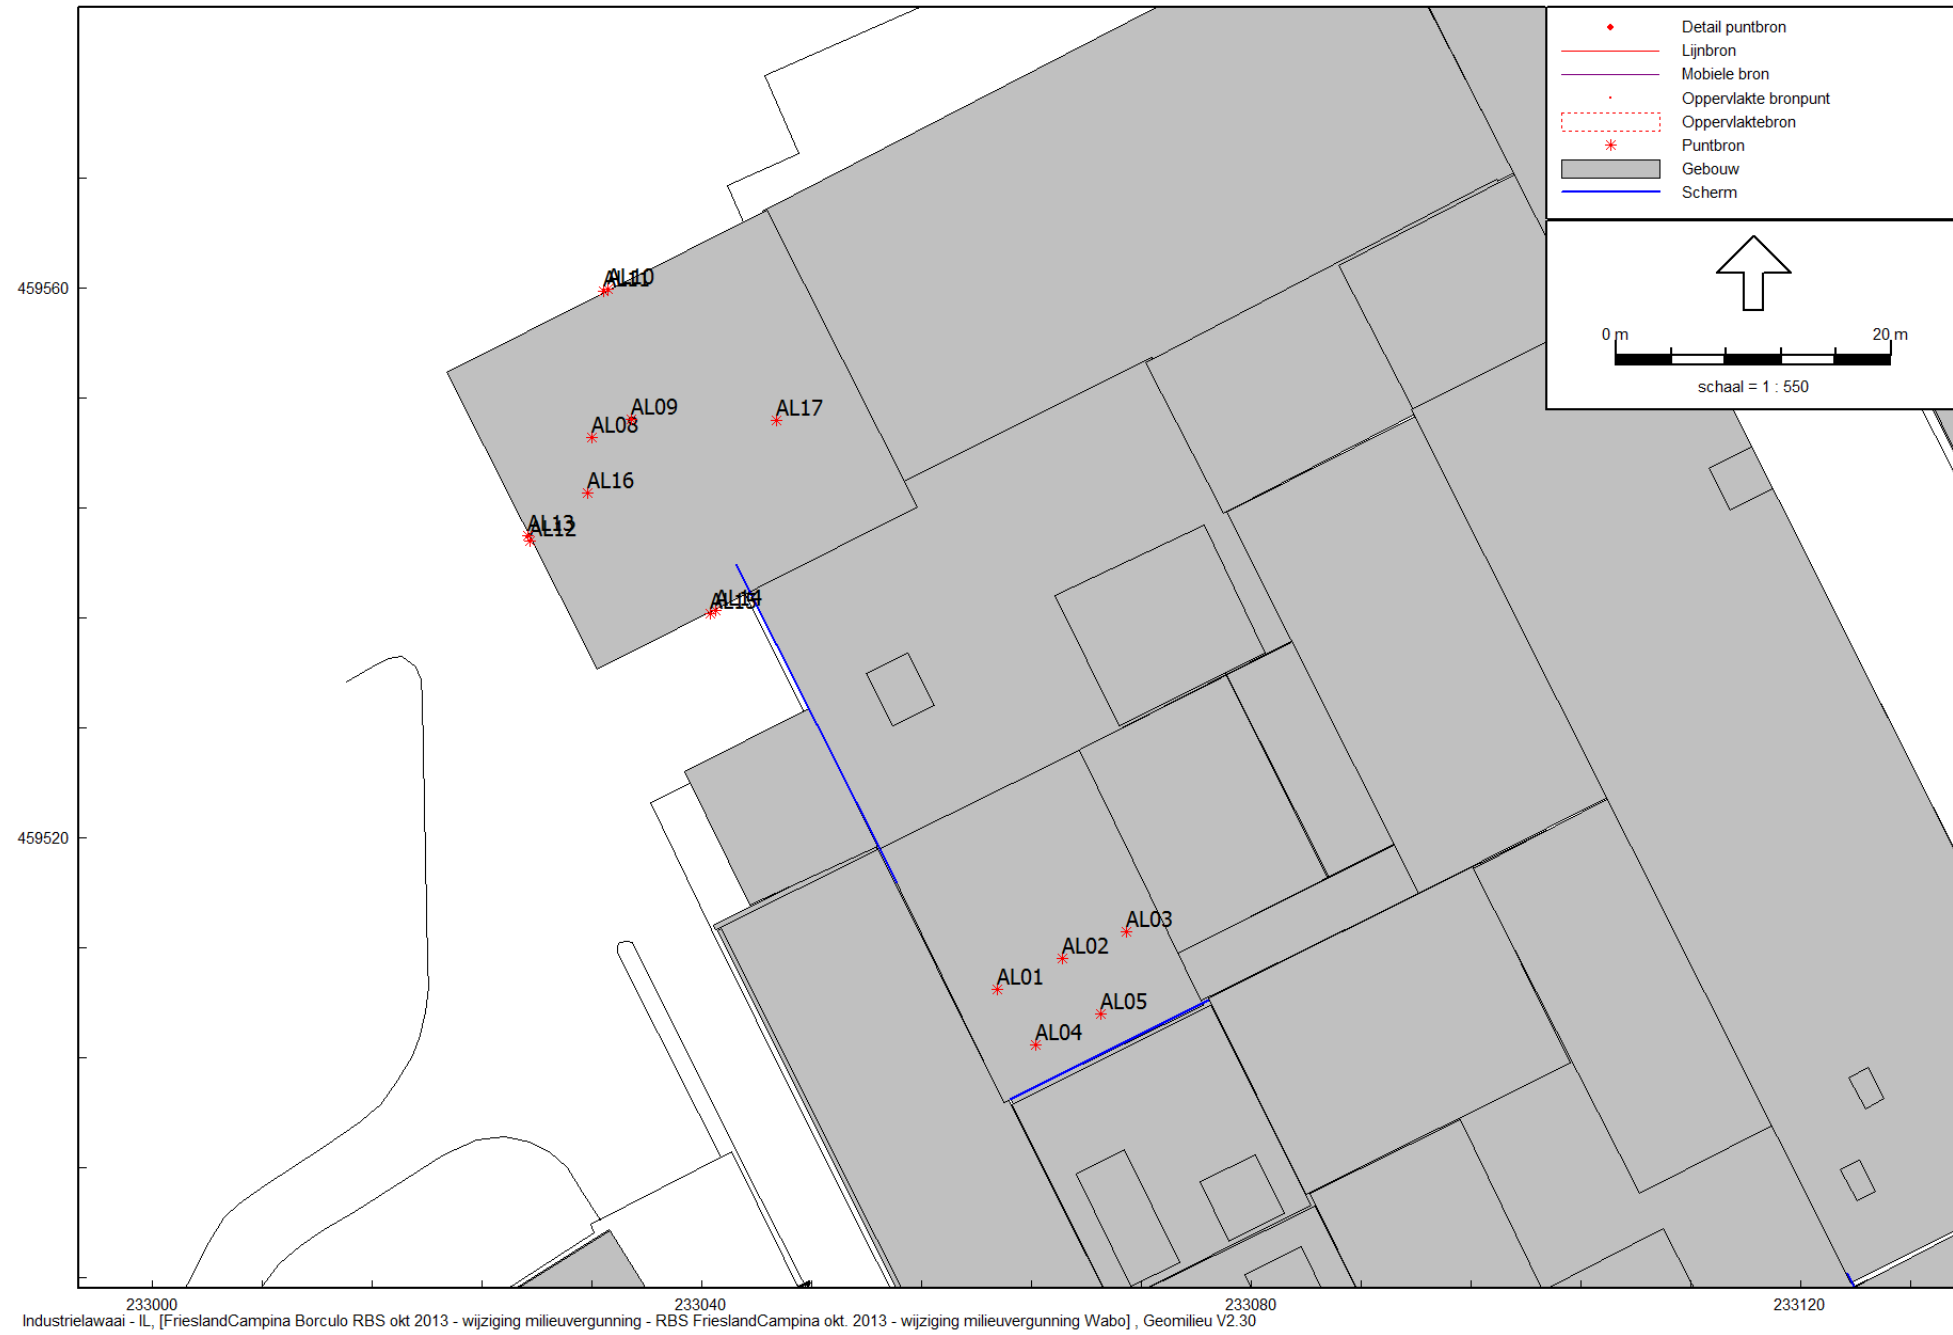 Detail puntbron
Lijnbron
Mobiele bron
Oppervlakte bronpunt
Oppervlaktebron
Puntbron
Gebouw
Scherm
0 m 20 m
schaal = 1 : 550
459560
AL10
AL11
AL09
AL08
AL17
AL16
AL13
AL12
AL14
AL15
459520
AL03
AL02
AL01
AL05
AL04
233000 233040 233080 233120
Industrielawaai - IL, [FrieslandCampina Borculo RBS okt 2013 - wijziging milieuvergunning - RBS FrieslandCampina okt. 2013 - wijziging milieuvergunning Wabo] , Geomilieu V2.30